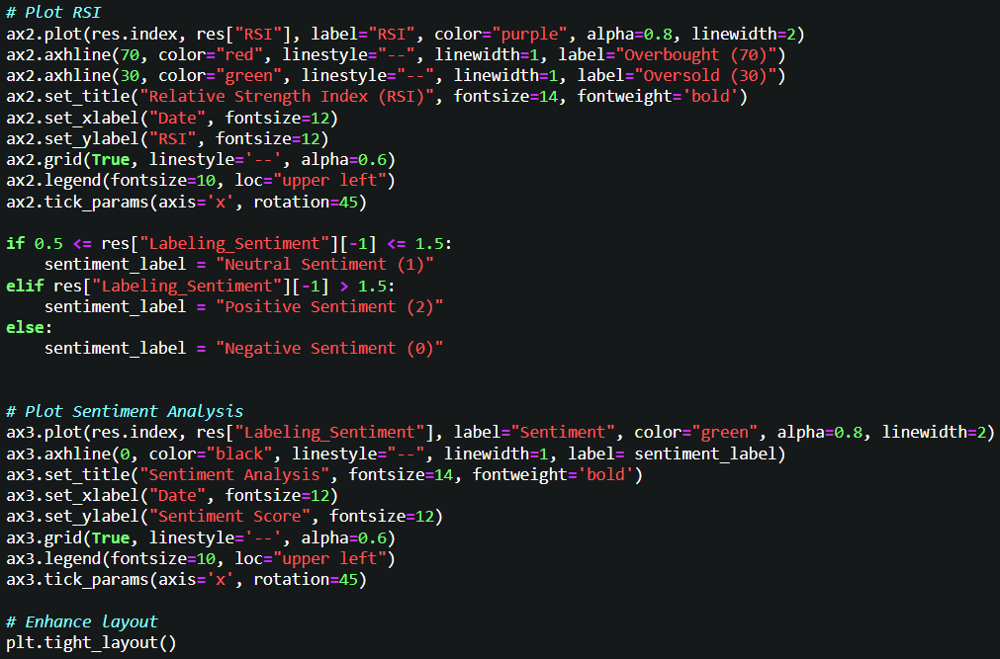 # Plot RSI
ax2.plot(res.index, res["RSI"], label="RSI", color="purple", alpha=0.8, linewidth=2)
ax2.axhline(70, color="red", linestyle="--", linewidth=1, label="Overbought (70)")
ax2.axhline(30, color="green", linestyle="--", linewidth=1, label="Oversold (30)")
ax2.set_title("Relative Strength Index (RSI)", fontsize=14, fontweight='bold')
ax2.set_xlabel("Date", fontsize=12)
ax2.set_ylabel("RSI", fontsize=12)
ax2.grid(True, linestyle='--', alpha=0.6)
ax2.legend(fontsize=10, loc="upper left")
ax2.tick_params(axis='x', rotation=45)

if 0.5 <= res["Labeling_Sentiment"][-1] <= 1.5:
    sentiment_label = "Neutral Sentiment (1)"
elif res["Labeling_Sentiment"][-1] > 1.5:
    sentiment_label = "Positive Sentiment (2)"
else:
    sentiment_label = "Negative Sentiment (0)"

# Plot Sentiment Analysis
ax3.plot(res.index, res["Labeling_Sentiment"], label="Sentiment", color="green", alpha=0.8, linewidth=2)
ax3.axhline(0, color="black", linestyle="--", linewidth=1, label= sentiment_label)
ax3.set_title("Sentiment Analysis", fontsize=14, fontweight='bold')
ax3.set_xlabel("Date", fontsize=12)
ax3.set_ylabel("Sentiment Score", fontsize=12)
ax3.grid(True, linestyle='--', alpha=0.6)
ax3.legend(fontsize=10, loc="upper left")
ax3.tick_params(axis='x', rotation=45)

# Enhance layout
plt.tight_layout()